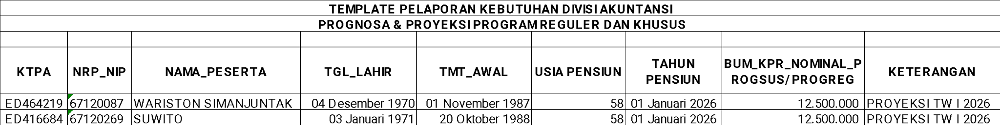 TEMPLATE PELAPORAN KEBUTUHAN DIVISI AKUNTANSI
PROGNOSA & PROYEKSI PROGRAM REGULER DAN KHUSUS
KTPA NRP_NIP NAMA_PESERTA TGL_LAHIR TMT_AWAL USIA PENSIUN TAHUN PENSIUN BUM_KPR_NOMINAL_PROGSUS/PROGREG KETERANGAN
ED464219 67120087 WARISTON SIMANJUNTAK 04 Desember 1970 01 November 1987 58 01 Januari 2026 12.500.000 PROYEKSI TW I 2026
ED416684 67120269 SUWITO 03 Januari 1971 20 Oktober 1988 58 01 Januari 2026 12.500.000 PROYEKSI TW I 2026